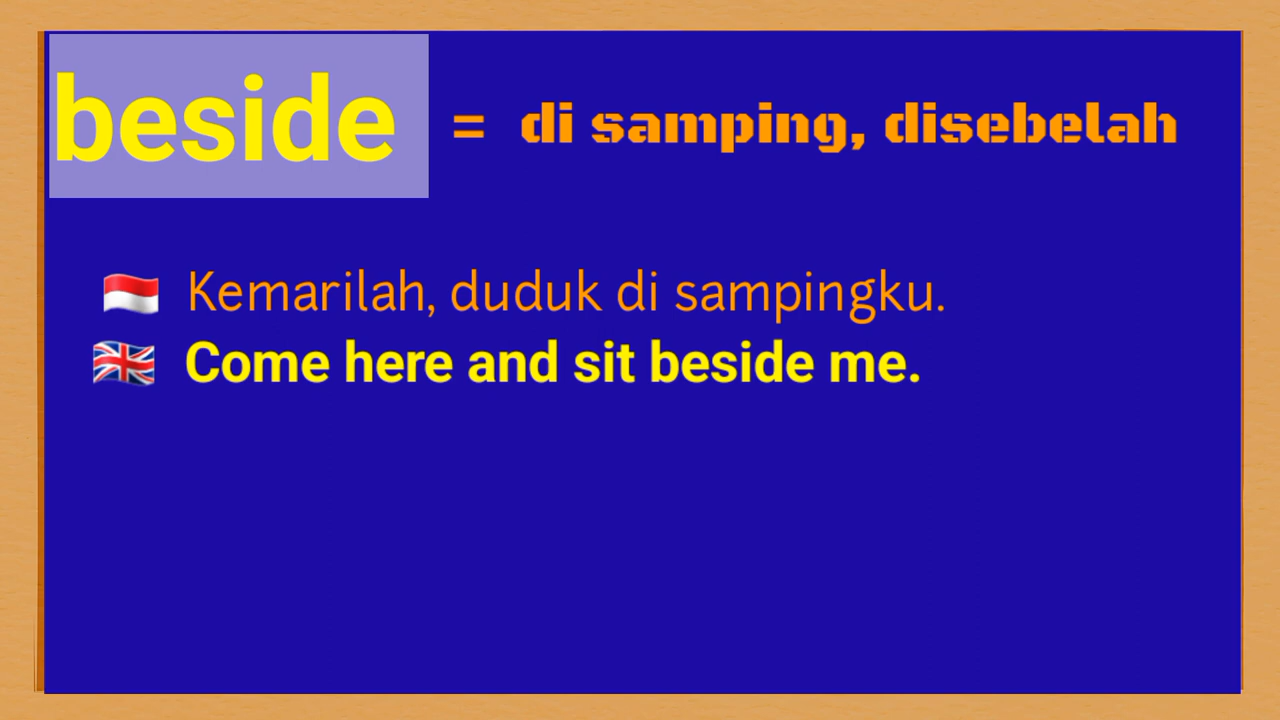 beside = di samping, disebelah
Kemarilah, duduk di sampingku.
Come here and sit beside me.